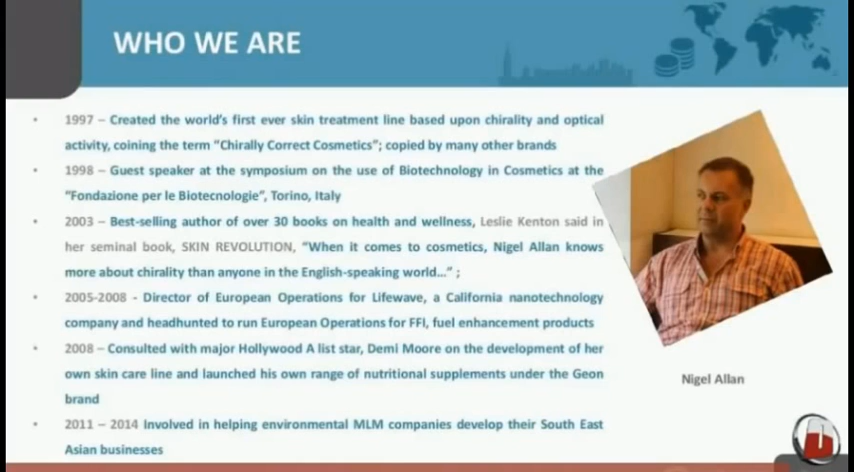 WHO WE ARE
• 1997 – Created the world's first ever skin treatment line based upon chirality and optical
activity, coining the term "Chirally Correct Cosmetics"; copied by many other brands
• 1998 – Guest speaker at the symposium on the use of Biotechnology in Cosmetics at the
"Fondazione per le Biotecnologie", Torino, Italy
• 2003 – Best-selling author of over 30 books on health and wellness, Leslie Kenton said in
her seminal book, SKIN REVOLUTION, "When it comes to cosmetics, Nigel Allan knows
more about chirality than anyone in the English-speaking world…" ;
• 2005-2008 - Director of European Operations for Lifewave, a California nanotechnology
company and headhunted to run European Operations for FFI, fuel enhancement products
• 2008 – Consulted with major Hollywood A list star, Demi Moore on the development of her
own skin care line and launched his own range of nutritional supplements under the Geon
brand
• 2011 – 2014 Involved in helping environmental MLM companies develop their South East
Asian businesses
Nigel Allan